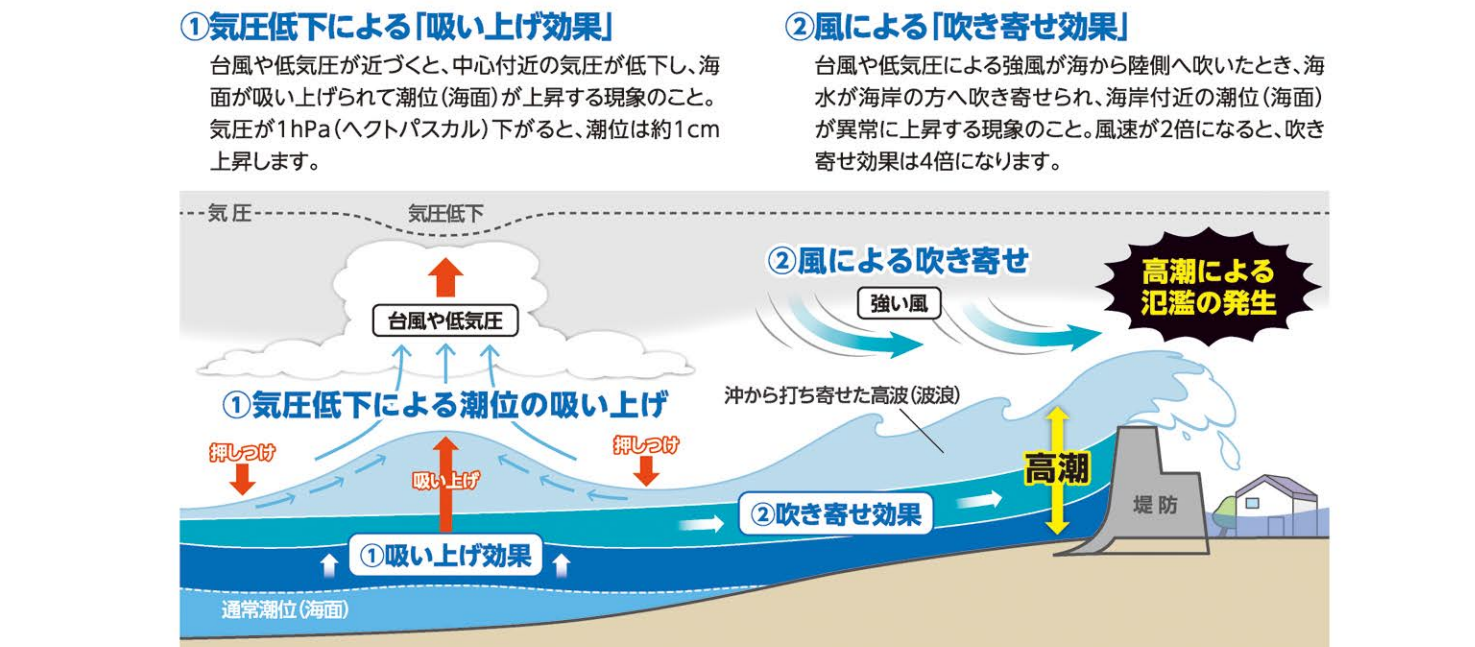 ①気圧低下による「吸い上げ効果」
台風や低気圧が近づくと、中心付近の気圧が低下し、海
面が吸い上げられて潮位(海面)が上昇する現象のこと。
気圧が1hPa(ヘクトパスカル)下がると、潮位は約1cm
上昇します。
②風による「吹き寄せ効果」
台風や低気圧による強風が海から陸側へ吹いたとき、海
水が海岸の方へ吹き寄せられ、海岸付近の潮位(海面)
が異常に上昇する現象のこと。風速が2倍になると、吹き
寄せ効果は4倍になります。
気圧
気圧低下
②風による吹き寄せ
高潮による
氾濫の発生
強い風
台風や低気圧
①気圧低下による潮位の吸い上げ
沖から打ち寄せた高波(波浪)
押しつけ
押しつけ
吸い上げ
高潮
堤防
②吹き寄せ効果
①吸い上げ効果
通常潮位(海面)